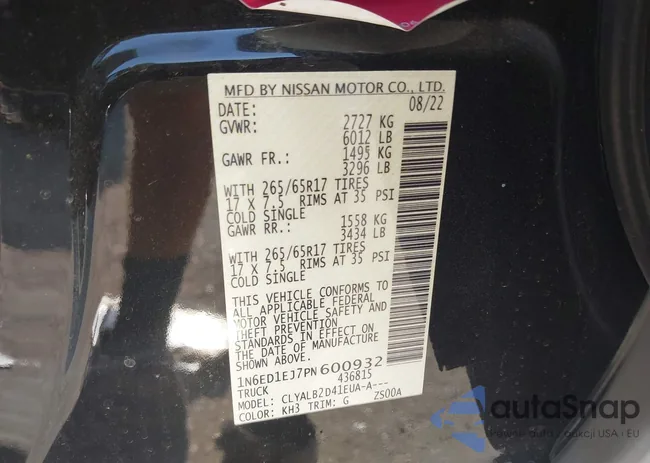 MFD BY NISSAN MOTOR CO., LTD.
DATE: 08/22
GVWR: 2727 KG
6012 LB
GAWR FR.: 1495 KG
3296 LB
WITH 265/65R17 TIRES
17 X 7.5 RIMS AT 35 PSI
COLD SINGLE
GAWR RR.: 1558 KG
3434 LB
WITH 265/65R17 TIRES
17 X 7.5 RIMS AT 35 PSI
COLD SINGLE
THIS VEHICLE CONFORMS TO
ALL APPLICABLE FEDERAL
MOTOR VEHICLE SAFETY AND
THEFT PREVENTION
STANDARDS IN EFFECT ON
THE DATE OF MANUFACTURE
SHOWN ABOVE.
1N6ED1EJ7PN600932
TRUCK 436815
MODEL: CLYALB2D41EUA-A---
COLOR: KH3 TRIM: G Z500A
autaSnap
aukcji USA i EU